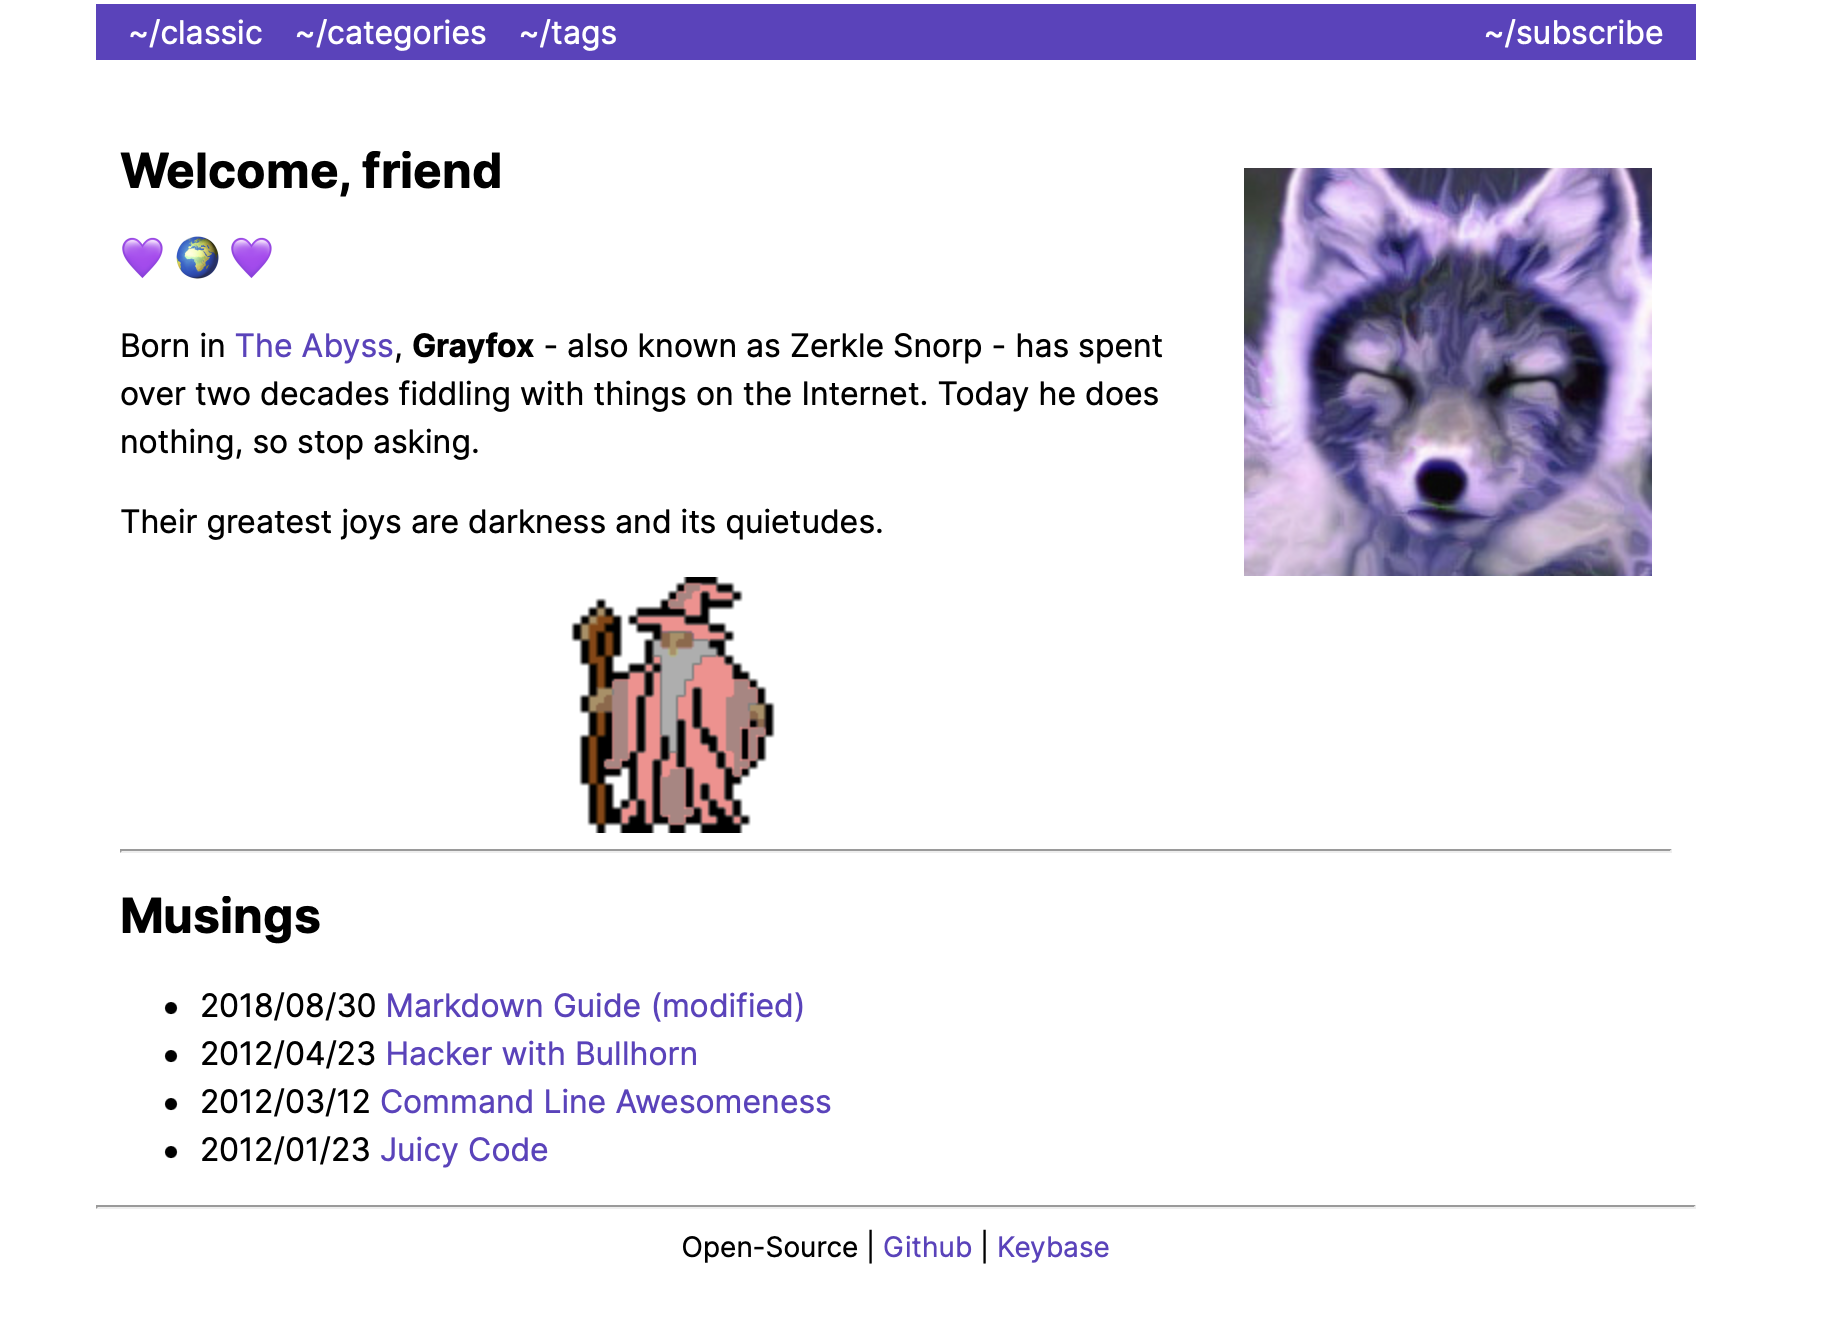 ~/classic ~/categories ~/tags ~/subscribe
Welcome, friend
💜 🌍 💜
Born in The Abyss, Grayfox - also known as Zerkle Snorp - has spent
over two decades fiddling with things on the Internet. Today he does
nothing, so stop asking.
Their greatest joys are darkness and its quietudes.
Musings
• 2018/08/30 Markdown Guide (modified)
• 2012/04/23 Hacker with Bullhorn
• 2012/03/12 Command Line Awesomeness
• 2012/01/23 Juicy Code
Open-Source | Github | Keybase